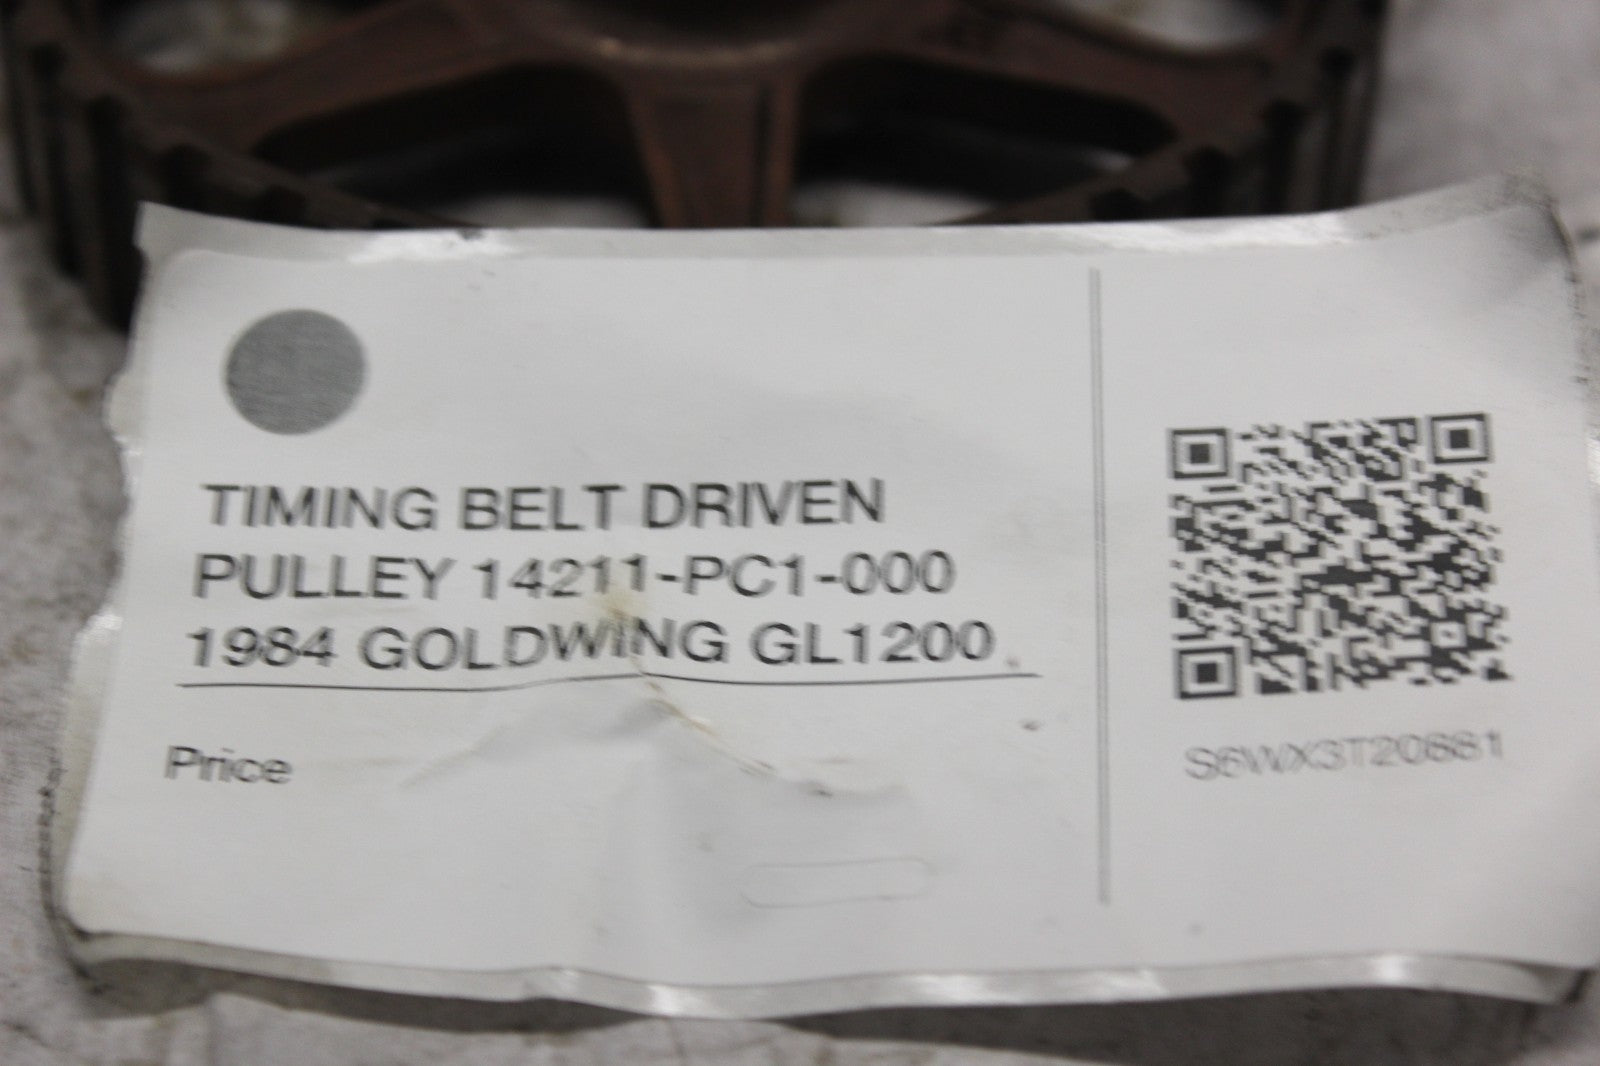 TIMING BELT DRIVEN
PULLEY 14211-PC1-000
1984 GOLDWING GL1200
Price
S6WX3T20881